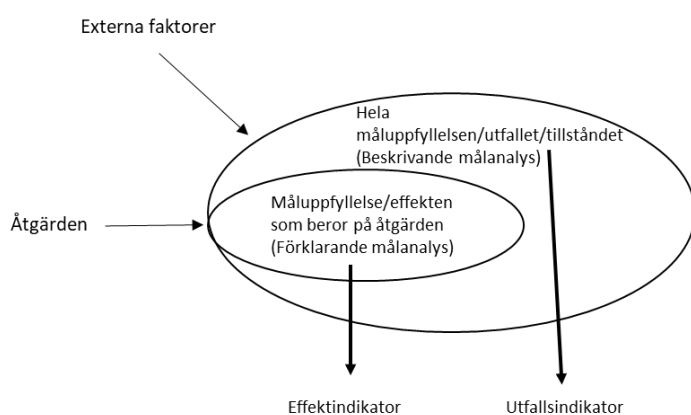 Externa faktorer
Hela
måluppfyllelsen/utfallet/tillståndet
(Beskrivande målanalys)
Måluppfyllelse/effekten
som beror på åtgärden
(Förklarande målanalys)
Åtgärden
Effektindikator
Utfallsindikator